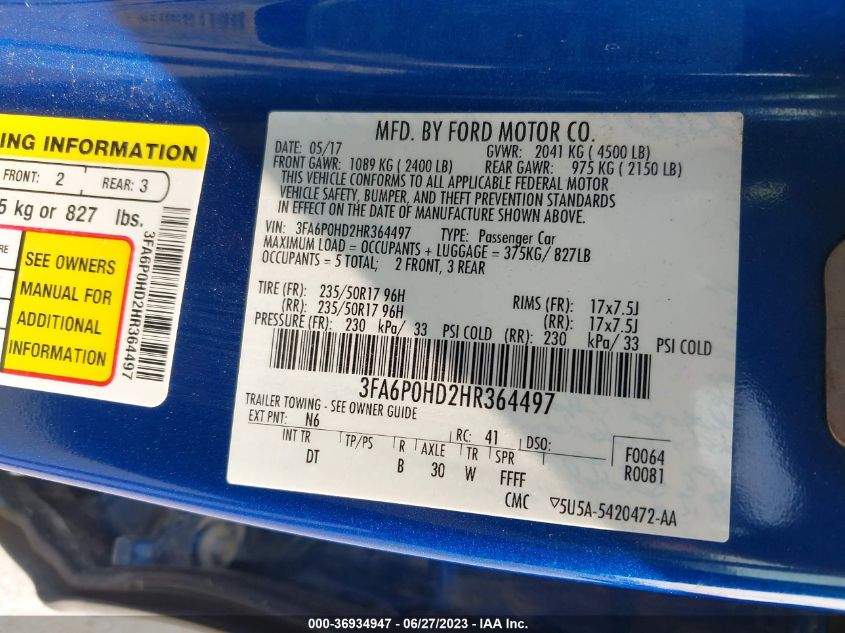 ING INFORMATION
FRONT: 2
REAR: 3
5 kg or 827 lbs.
RE
SEE OWNERS
MANUAL FOR
ADDITIONAL
INFORMATION
3FA6P0HD2HR364497
MFD. BY FORD MOTOR CO.
DATE: 05/17 GVWR: 2041 KG ( 4500 LB)
FRONT GAWR: 1089 KG ( 2400 LB) REAR GAWR: 975 KG ( 2150 LB)
THIS VEHICLE CONFORMS TO ALL APPLICABLE FEDERAL MOTOR
VEHICLE SAFETY, BUMPER, AND THEFT PREVENTION STANDARDS
IN EFFECT ON THE DATE OF MANUFACTURE SHOWN ABOVE.
VIN: 3FA6P0HD2HR364497 TYPE: Passenger Car
MAXIMUM LOAD = OCCUPANTS + LUGGAGE = 375KG/ 827LB
OCCUPANTS = 5 TOTAL; 2 FRONT, 3 REAR
TIRE (FR): 235/50R17 96H RIMS (FR): 17x7.5J
(RR): 235/50R17 96H (RR): 17x7.5J
PRESSURE (FR): 230 kPa/ 33 PSI COLD (RR): 230 kPa/ 33 PSI COLD
3FA6P0HD2HR364497
TRAILER TOWING - SEE OWNER GUIDE
EXT PNT: N6 RC: 41 DSO: F0064
INT TR TP/PS R AXLE TR SPR R0081
DT B 30 W FFFF
CMC ▽5U5A-5420472-AA
000-36934947 - 06/27/2023 - IAA Inc.